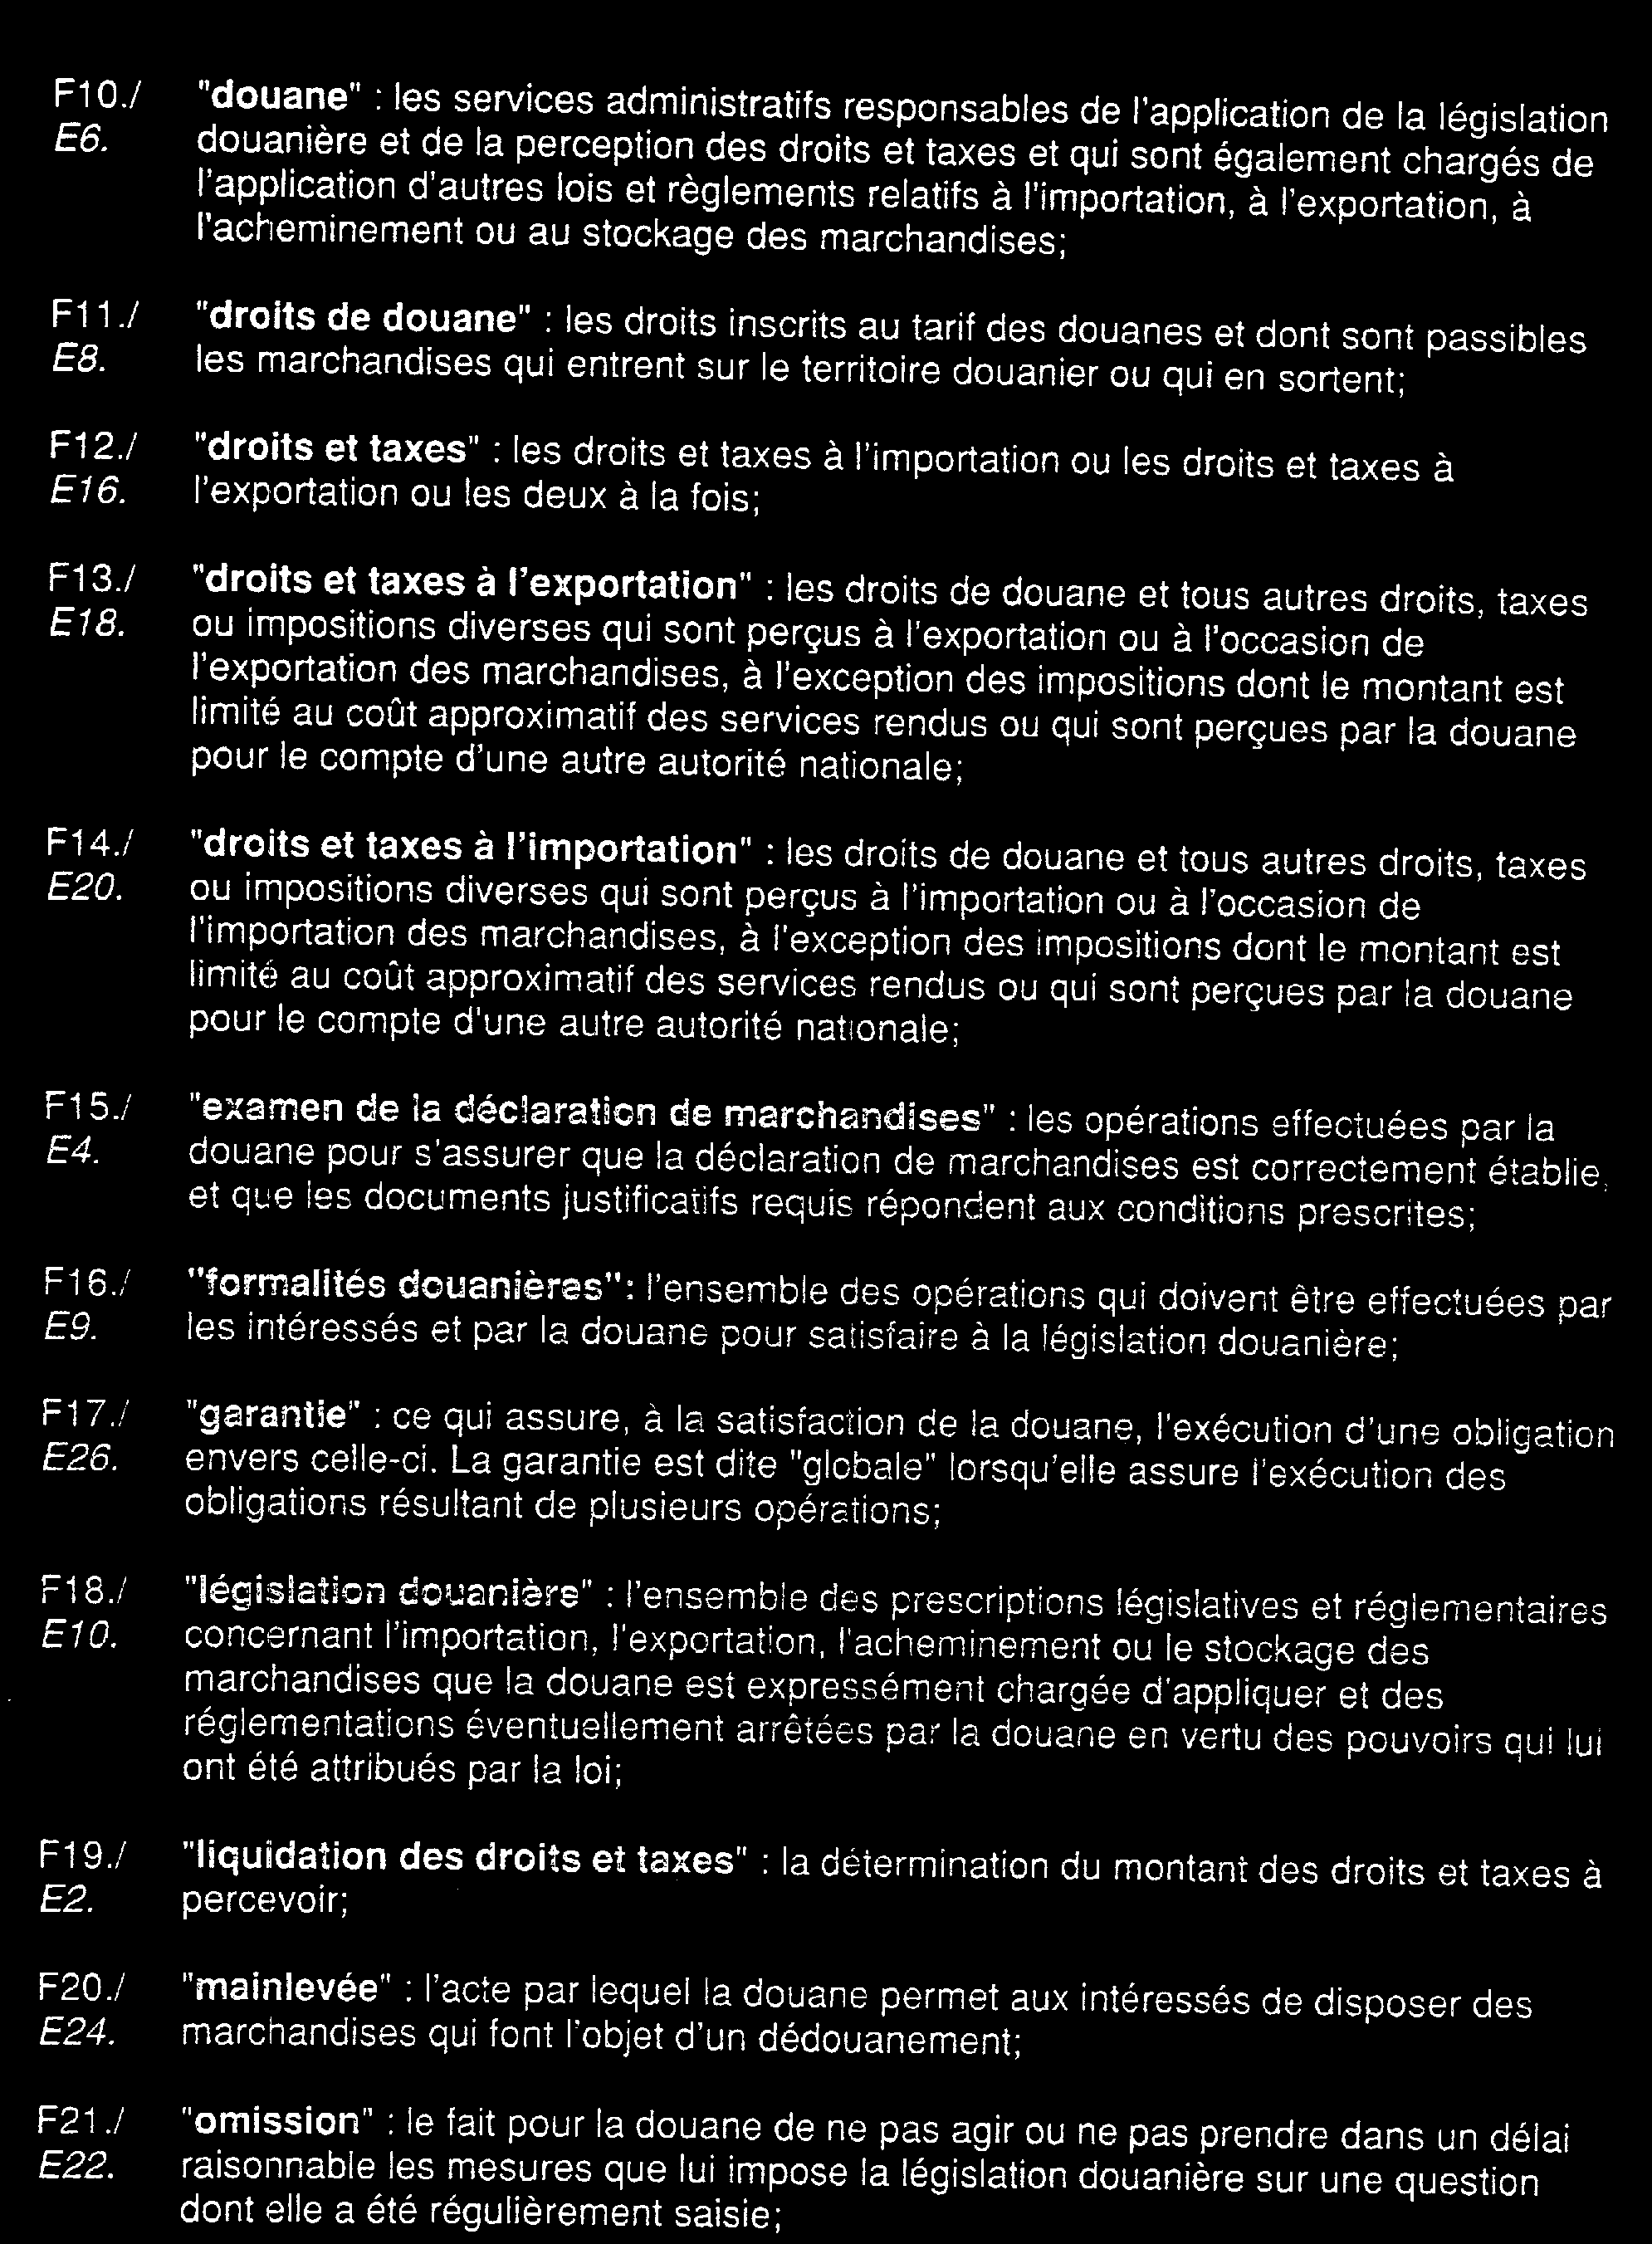 F10./ "douane" : les services administratifs responsables de l'application de la législation
E6. douanière et de la perception des droits et taxes et qui sont également chargés de
l'application d'autres lois et règlements relatifs à l'importation, à l'exportation, à
l'acheminement ou au stockage des marchandises;
F11./ "droits de douane" : les droits inscrits au tarif des douanes et dont sont passibles
E8. les marchandises qui entrent sur le territoire douanier ou qui en sortent;
F12./ "droits et taxes" : les droits et taxes à l'importation ou les droits et taxes à
E16. l'exportation ou les deux à la fois;
F13./ "droits et taxes à l'exportation" : les droits de douane et tous autres droits, taxes
E18. ou impositions diverses qui sont perçus à l'exportation ou à l'occasion de
l'exportation des marchandises, à l'exception des impositions dont le montant est
limité au coût approximatif des services rendus ou qui sont perçues par la douane
pour le compte d'une autre autorité nationale;
F14./ "droits et taxes à l'importation" : les droits de douane et tous autres droits, taxes
E20. ou impositions diverses qui sont perçus à l'importation ou à l'occasion de
l'importation des marchandises, à l'exception des impositions dont le montant est
limité au coût approximatif des services rendus ou qui sont perçues par la douane
pour le compte d'une autre autorité nationale;
F15./ "examen de la déclaration de marchandises" : les opérations effectuées par la
E4. douane pour s'assurer que la déclaration de marchandises est correctement établie,
et que les documents justificatifs requis répondent aux conditions prescrites;
F16./ "formalités douanières": l'ensemble des opérations qui doivent être effectuées par
E9. les intéressés et par la douane pour satisfaire à la législation douanière;
F17./ "garantie" : ce qui assure, à la satisfaction de la douane, l'exécution d'une obligation
E26. envers celle-ci. La garantie est dite "globale" lorsqu'elle assure l'exécution des
obligations résultant de plusieurs opérations;
F18./ "législation douanière" : l'ensemble des prescriptions législatives et réglementaires
E10. concernant l'importation, l'exportation, l'acheminement ou le stockage des
marchandises que la douane est expressément chargée d'appliquer et des
réglementations éventuellement arrêtées par la douane en vertu des pouvoirs qui lui
ont été attribués par la loi;
F19./ "liquidation des droits et taxes" : la détermination du montant des droits et taxes à
E2. percevoir;
F20./ "mainlevée" : l'acte par lequel la douane permet aux intéressés de disposer des
E24. marchandises qui font l'objet d'un dédouanement;
F21./ "omission" : le fait pour la douane de ne pas agir ou ne pas prendre dans un délai
E22. raisonnable les mesures que lui impose la législation douanière sur une question
dont elle a été régulièrement saisie;